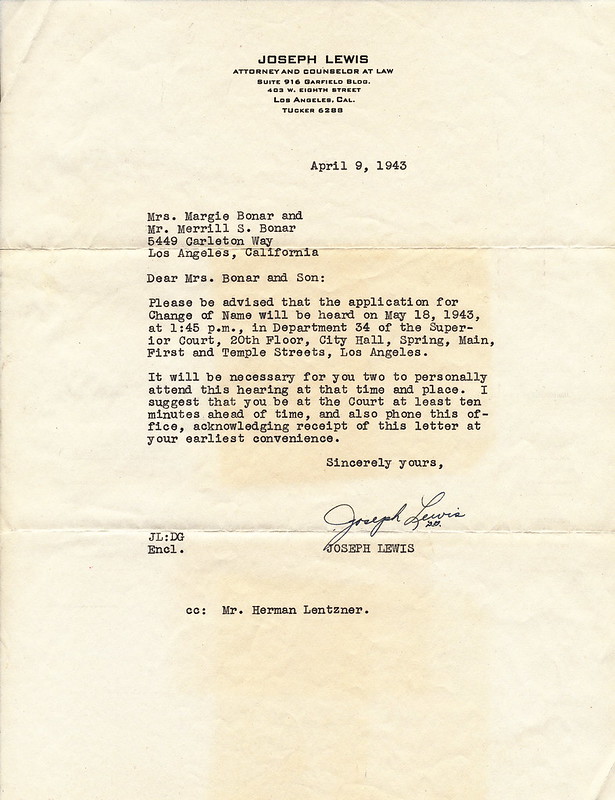 JOSEPH LEWIS
ATTORNEY AND COUNSELOR AT LAW
SUITE 916 GARFIELD BLDG.
403 W. EIGHTH STREET
LOS ANGELES, CAL.
TUCKER 6288
April 9, 1943
Mrs. Margie Bonar and
Mr. Merrill S. Bonar
5449 Carleton Way
Los Angeles, California
Dear Mrs. Bonar and Son:
Please be advised that the application for
Change of Name will be heard on May 18, 1943,
at 1:45 p.m., in Department 34 of the Super-
ior Court, 20th Floor, City Hall, Spring, Main,
First and Temple Streets, Los Angeles.
It will be necessary for you two to personally
attend this hearing at that time and place. I
suggest that you be at the Court at least ten
minutes ahead of time, and also phone this of-
fice, acknowledging receipt of this letter at
your earliest convenience.
Sincerely yours,
Joseph Lewis
JL:DG
Encl.
JOSEPH LEWIS
cc: Mr. Herman Lentzner.